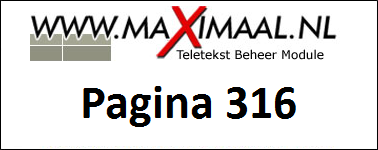 WWW.MAXIMAAL.NL
Teletekst Beheer Module
Pagina 316